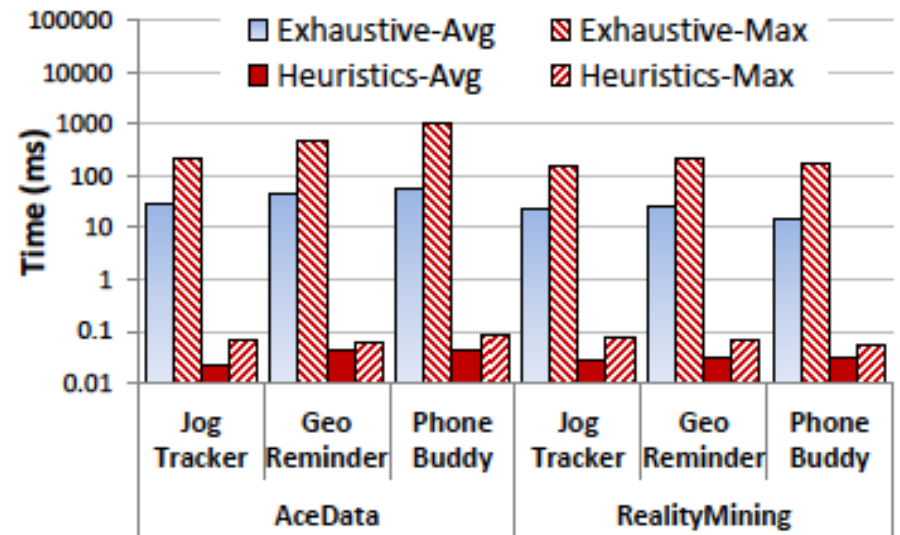 100000
Exhaustive-Avg Exhaustive-Max
10000
Heuristics-Avg Heuristics-Max
1000
100
10
1
0.1
0.01
Time (ms)
Jog Geo Phone Jog Geo Phone
Tracker Reminder Buddy Tracker Reminder Buddy
AceData RealityMining